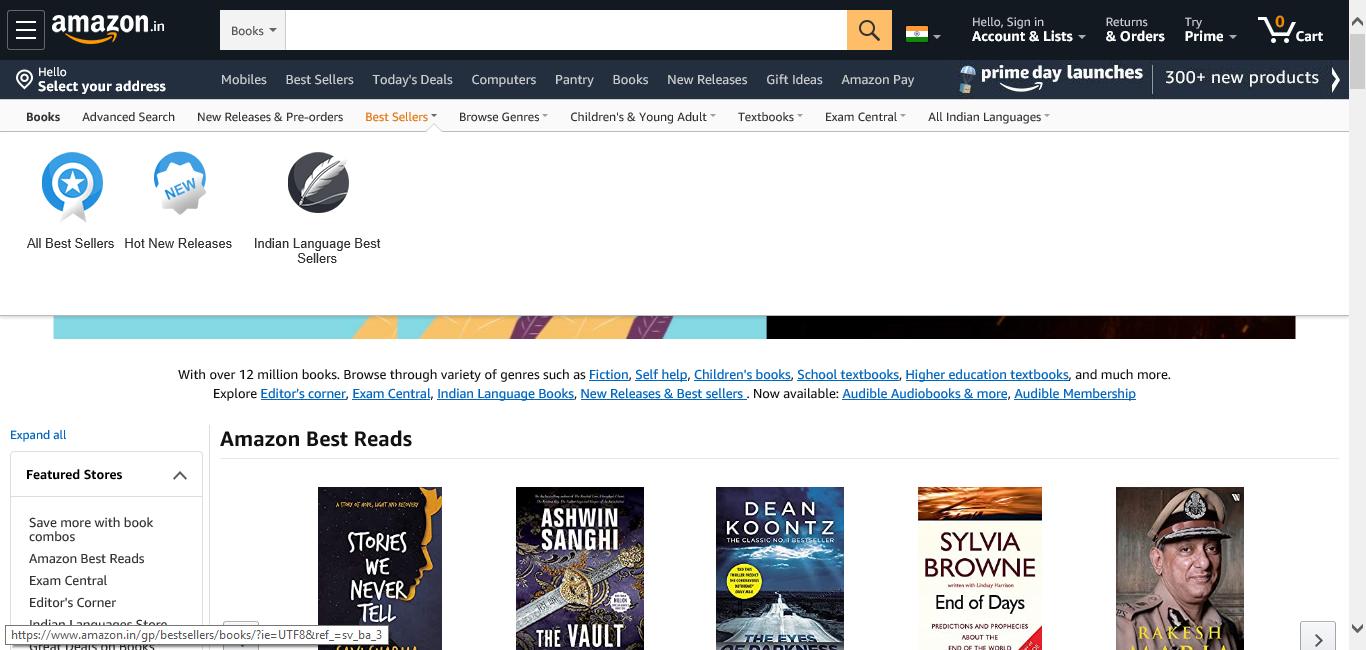 amazon.in
Books
Hello, Sign in
Account & Lists
Returns
& Orders
Try
Prime
0
Cart
Hello
Select your address
Mobiles
Best Sellers
Today's Deals
Computers
Pantry
Books
New Releases
Gift Ideas
Amazon Pay
prime day launches
300+ new products
Books
Advanced Search
New Releases & Pre-orders
Best Sellers
Browse Genres
Children's & Young Adult
Textbooks
Exam Central
All Indian Languages
NEW
All Best Sellers
Hot New Releases
Indian Language Best
Sellers
With over 12 million books. Browse through variety of genres such as Fiction, Self help, Children's books, School textbooks, Higher education textbooks, and much more.
Explore Editor's corner, Exam Central, Indian Language Books, New Releases & Best sellers . Now available: Audible Audiobooks & more, Audible Membership
Expand all
Featured Stores
Save more with book
combos
Amazon Best Reads
Exam Central
Editor's Corner
Indian Languages Store
Great Deals on Books
https://www.amazon.in/gp/bestsellers/books/?ie=UTF8&ref_=sv_ba_3
Amazon Best Reads
A STORY OF HOPE, LIGHT AND RECOVERY
STORIES
WE
NEVER
TELL
SAVI SHARMA
ASHWIN
SANGHI
THE VAULT
DEAN
KOONTZ
THE CLASSIC NO.1 BESTSELLER
THE EYES
OF DARKNESS
SYLVIA
BROWNE
written with Lindsay Harrison
End of Days
PREDICTIONS AND PROPHECIES
ABOUT THE
END OF THE WORLD
RAKESH
MARIA